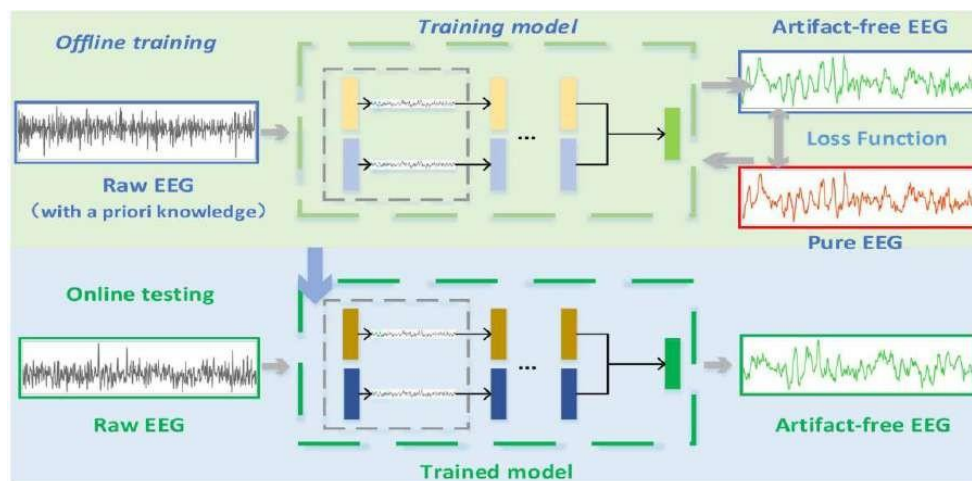 Offline training
Training model
Artifact-free EEG
Raw EEG
(with a priori knowledge)
...
Loss Function
Pure EEG
Online testing
...
Raw EEG
Artifact-free EEG
Trained model